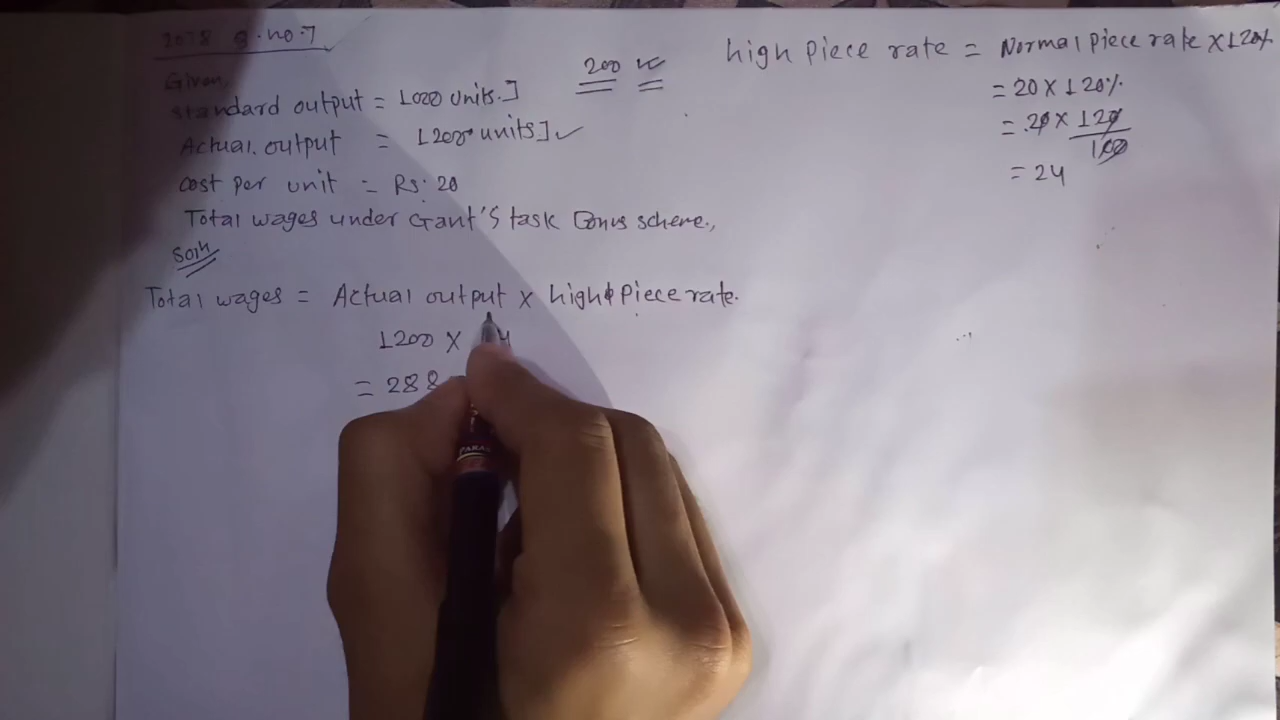 2078 Q.no.7
Given,
Standard output = 1000 units.]
200
Actual. output = 1200 units] ✓
Cost per unit = Rs. 20
Total wages under Gant's task Bonus scheme.,
Soln
Total wages = Actual output x high piece rate.
1200 x
= 288
high piece rate = Normal piece rate x 120%
= 20 x 120%
= 20 x 120/100
= 24
PARA